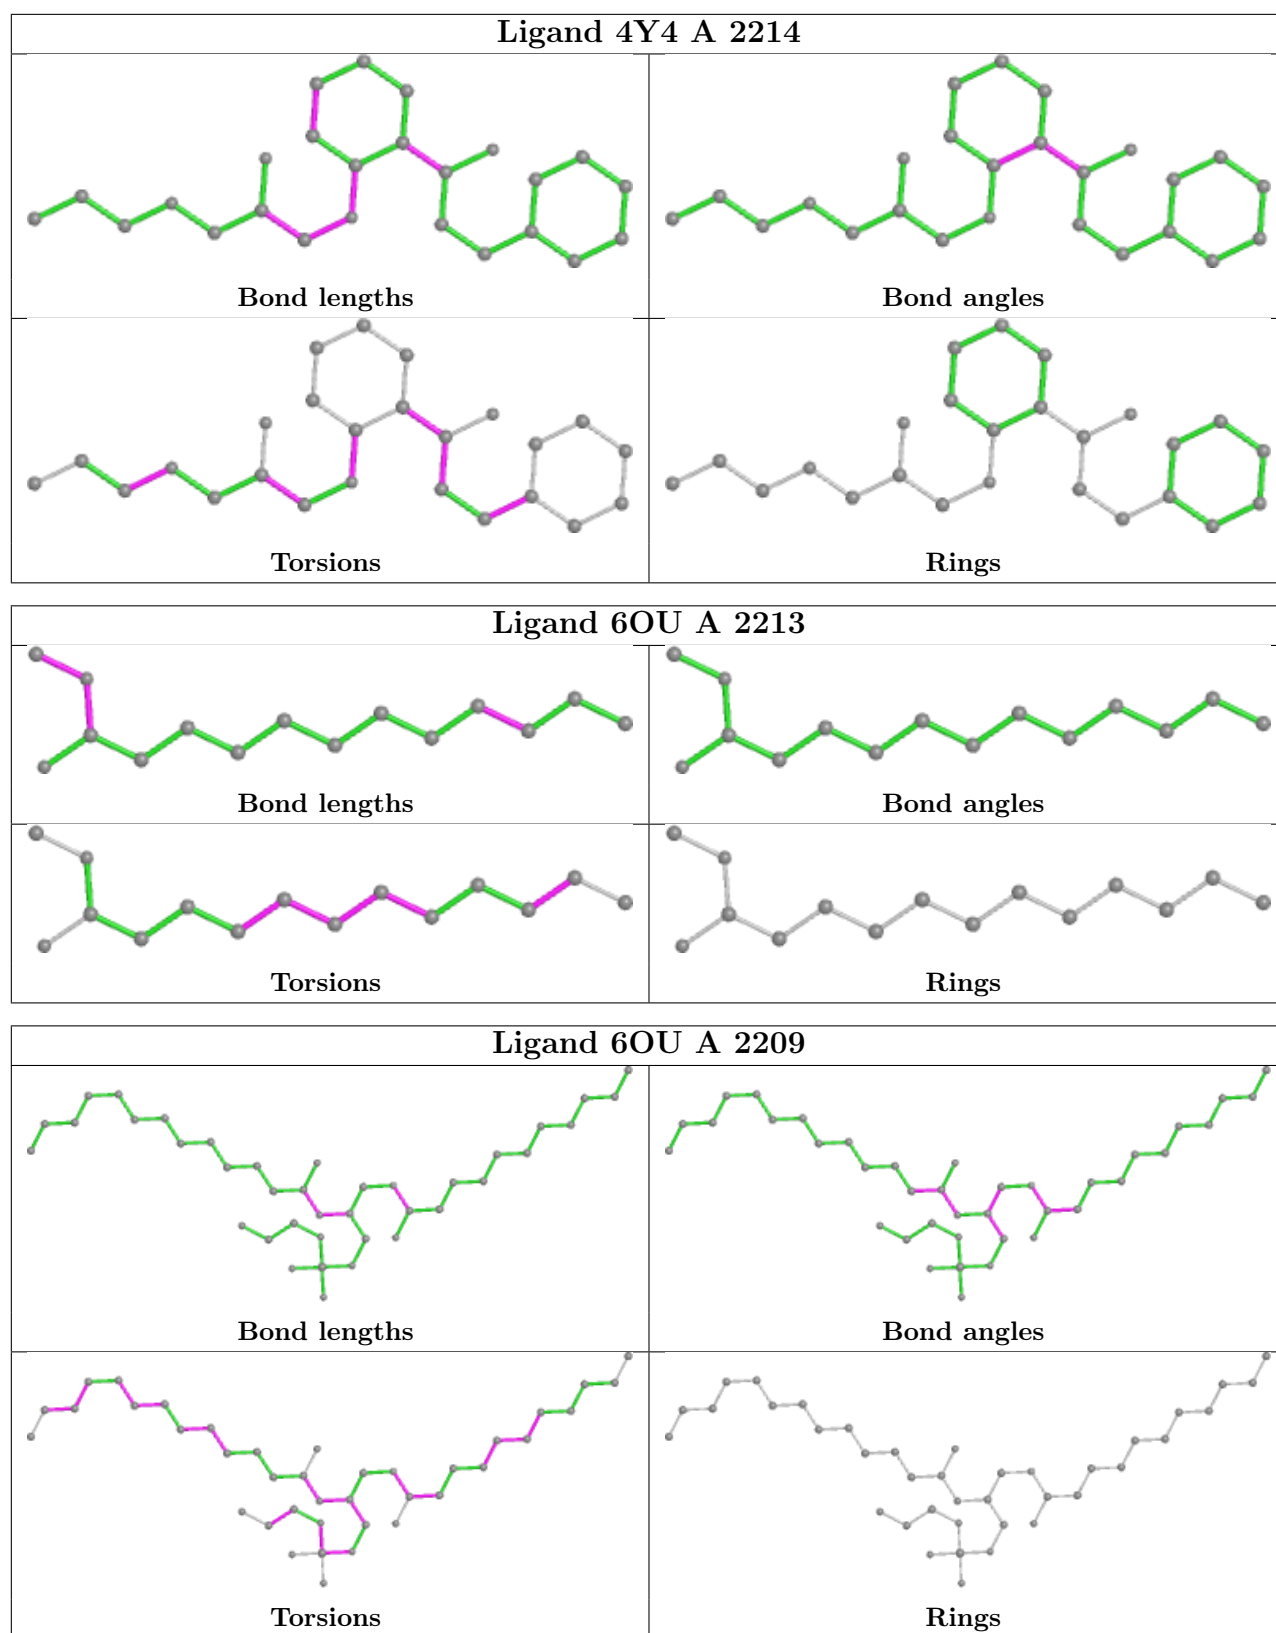 Ligand 4Y4 A 2214
Bond lengths
Bond angles
Torsions
Rings
Ligand 6OU A 2213
Bond lengths
Bond angles
Torsions
Rings
Ligand 6OU A 2209
Bond lengths
Bond angles
Torsions
Rings